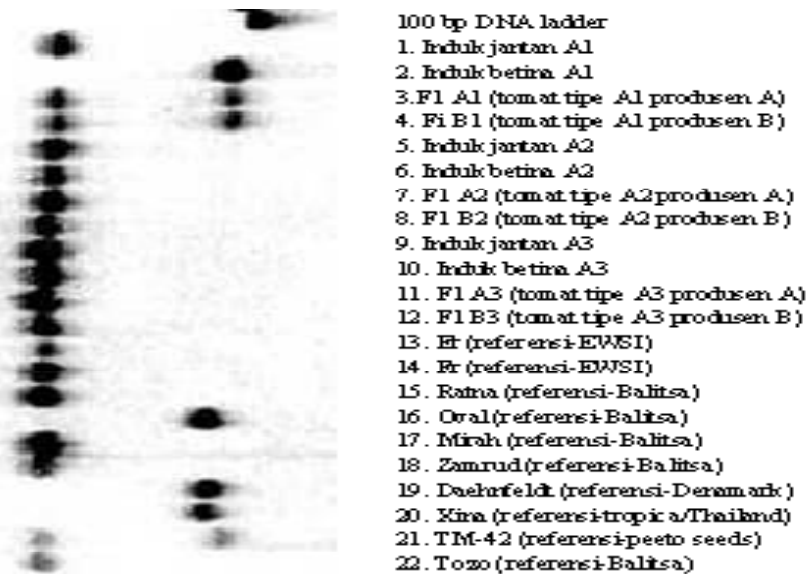 100 bp DNA ladder
1. Induk jantan A1
2. Induk betina A1
3.F1 A1 (tomat tipe A1 produsen A)
4. Fi B1 (tomat tipe A1 produsen B)
5. Induk jantan A2
6. Induk betina A2
7. F1 A2 (tomat tipe A2 produsen A)
8. F1 B2 (tomat tipe A2 produsen B)
9. Induk jantan A3
10. Induk betina A3
11. F1 A3 (tomat tipe A3 produsen A)
12. F1 B3 (tomat tipe A3 produsen B)
13. (referensi-EWSI)
14. Fr (referensi-EWSI)
15. Ratna (referensi-Balitsa)
16. Oval (referensi-Balitsa)
17. Mirah (referensi-Balitsa)
18. Zamrud (referensi-Balitsa)
19. Daehnfeldt (referensi-Denamark)
20. Xina (referensi-tropica/Thailand)
21. TM-42 (referensi-peeto seeds)
22. Tozo (referensi-Balitsa)